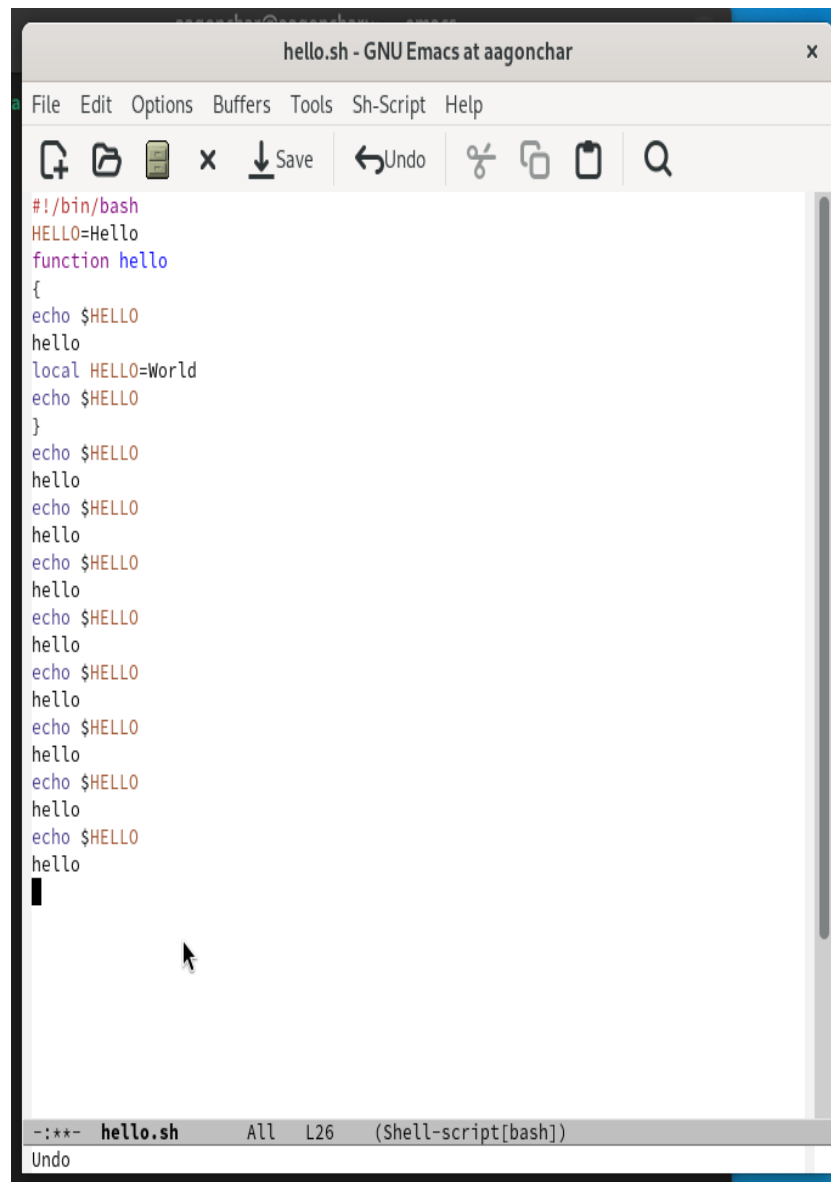 hello.sh - GNU Emacs at aagonchar x
File Edit Options Buffers Tools Sh-Script Help
Save Undo
#!/bin/bash
HELLO=Hello
function hello
{
echo $HELLO
hello
local HELLO=World
echo $HELLO
}
echo $HELLO
hello
echo $HELLO
hello
echo $HELLO
hello
echo $HELLO
hello
echo $HELLO
hello
echo $HELLO
hello
echo $HELLO
hello
echo $HELLO
hello
-:**- hello.sh All L26 (Shell-script[bash])
Undo